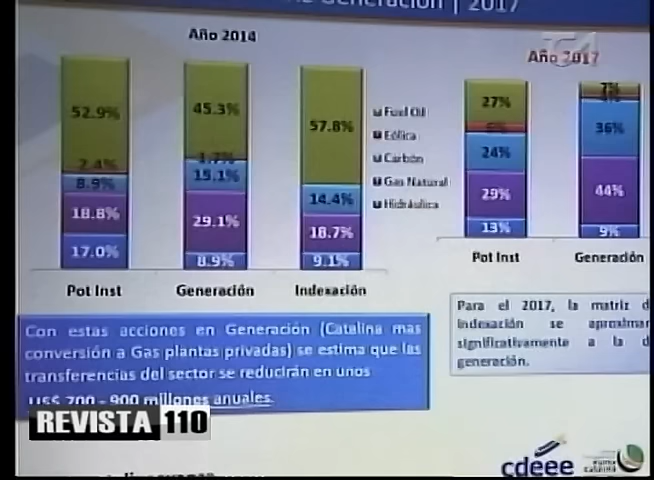 Generación | 2017
Año 2014
Año 2017
52.9%
2.4%
8.9%
18.8%
17.0%
Pot Inst
45.3%
1.7%
15.1%
29.1%
8.9%
Generación
57.8%
14.4%
18.7%
9.1%
Indexación
Fuel Oil
Eólica
Carbón
Gas Natural
Hidráulica
27%
24%
29%
13%
Pot Inst
7%
36%
44%
9%
Generación
Con estas acciones en Generación (Catalina mas
conversión a Gas plantas privadas) se estima que las
transferencias del sector se reducirán en unos
US$ 700 - 900 millones anuales.
Para el 2017, la matriz d
indexación se aproximar
significativamente a la d
generación.
REVISTA 110
cdeee